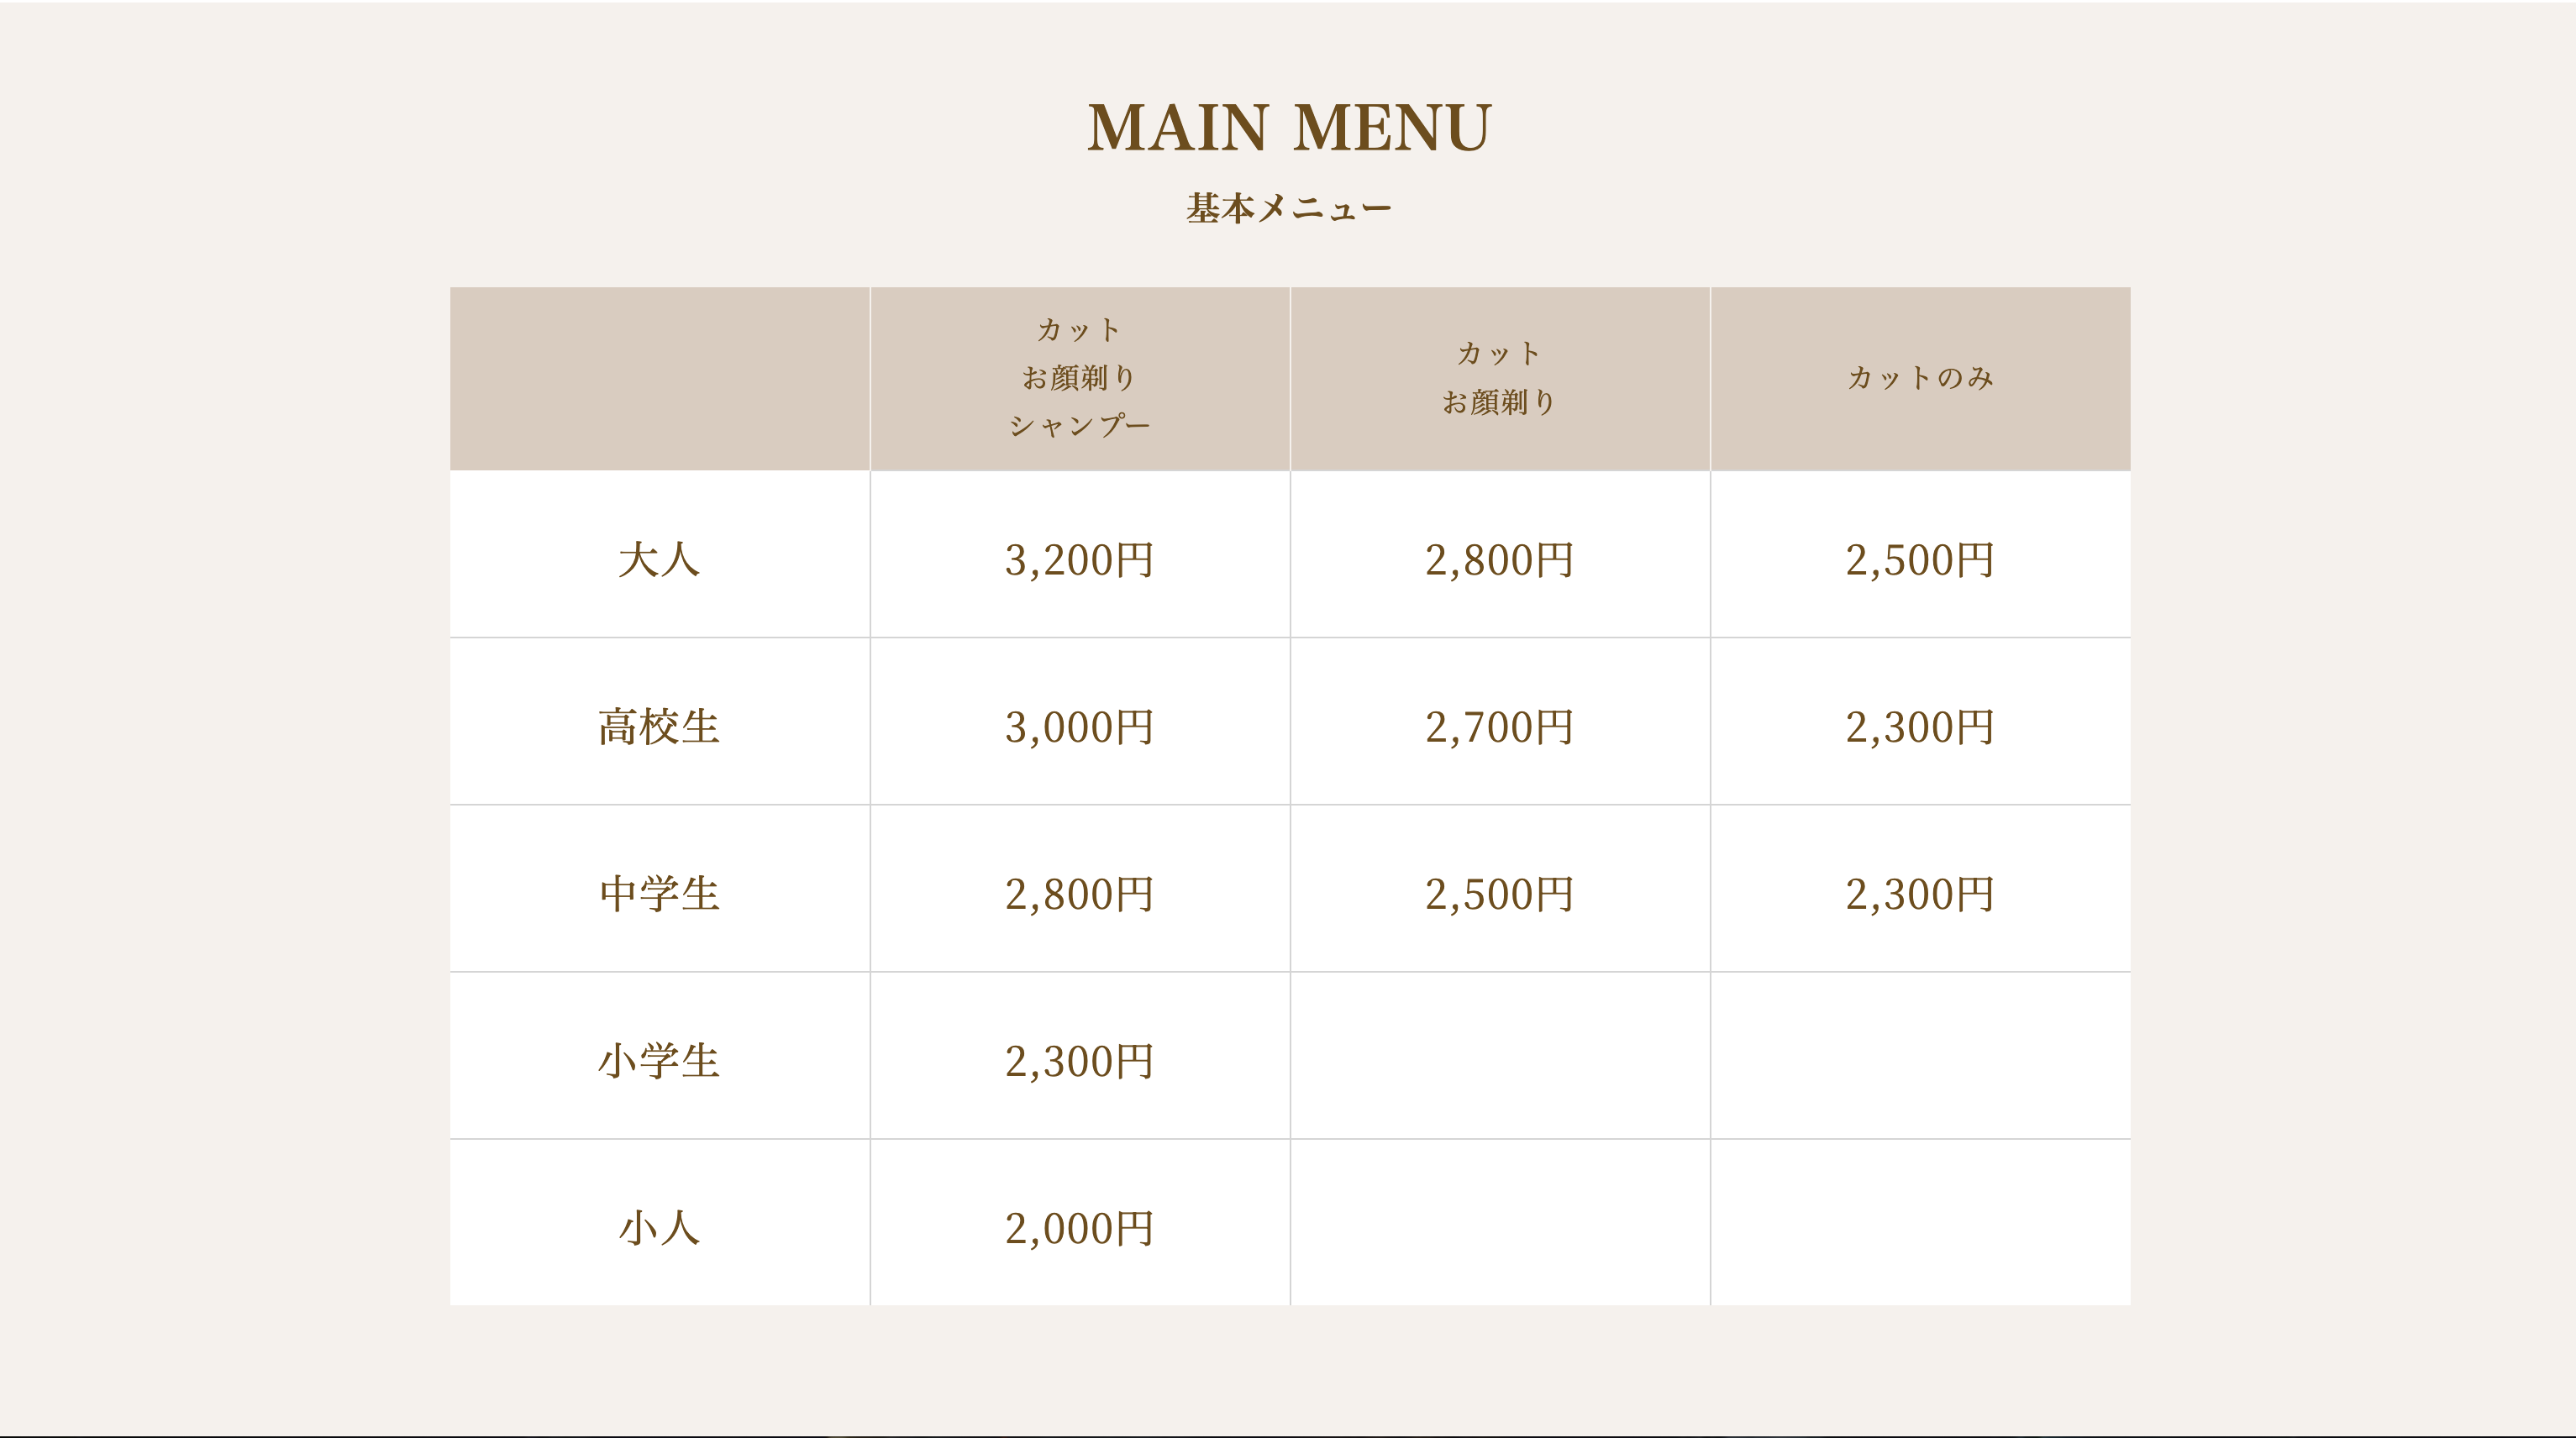 MAIN MENU
基本メニュー
カット
お顔剃り
シャンプー
カット
お顔剃り
カットのみ
大人 3,200円 2,800円 2,500円
高校生 3,000円 2,700円 2,300円
中学生 2,800円 2,500円 2,300円
小学生 2,300円
小人 2,000円